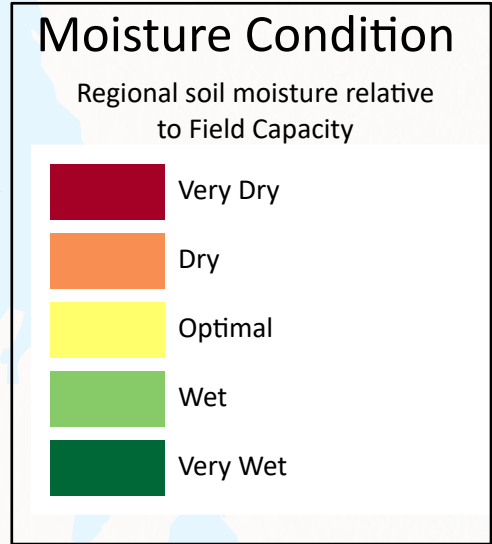 Moisture Condition
Regional soil moisture relative
to Field Capacity
Very Dry
Dry
Optimal
Wet
Very Wet